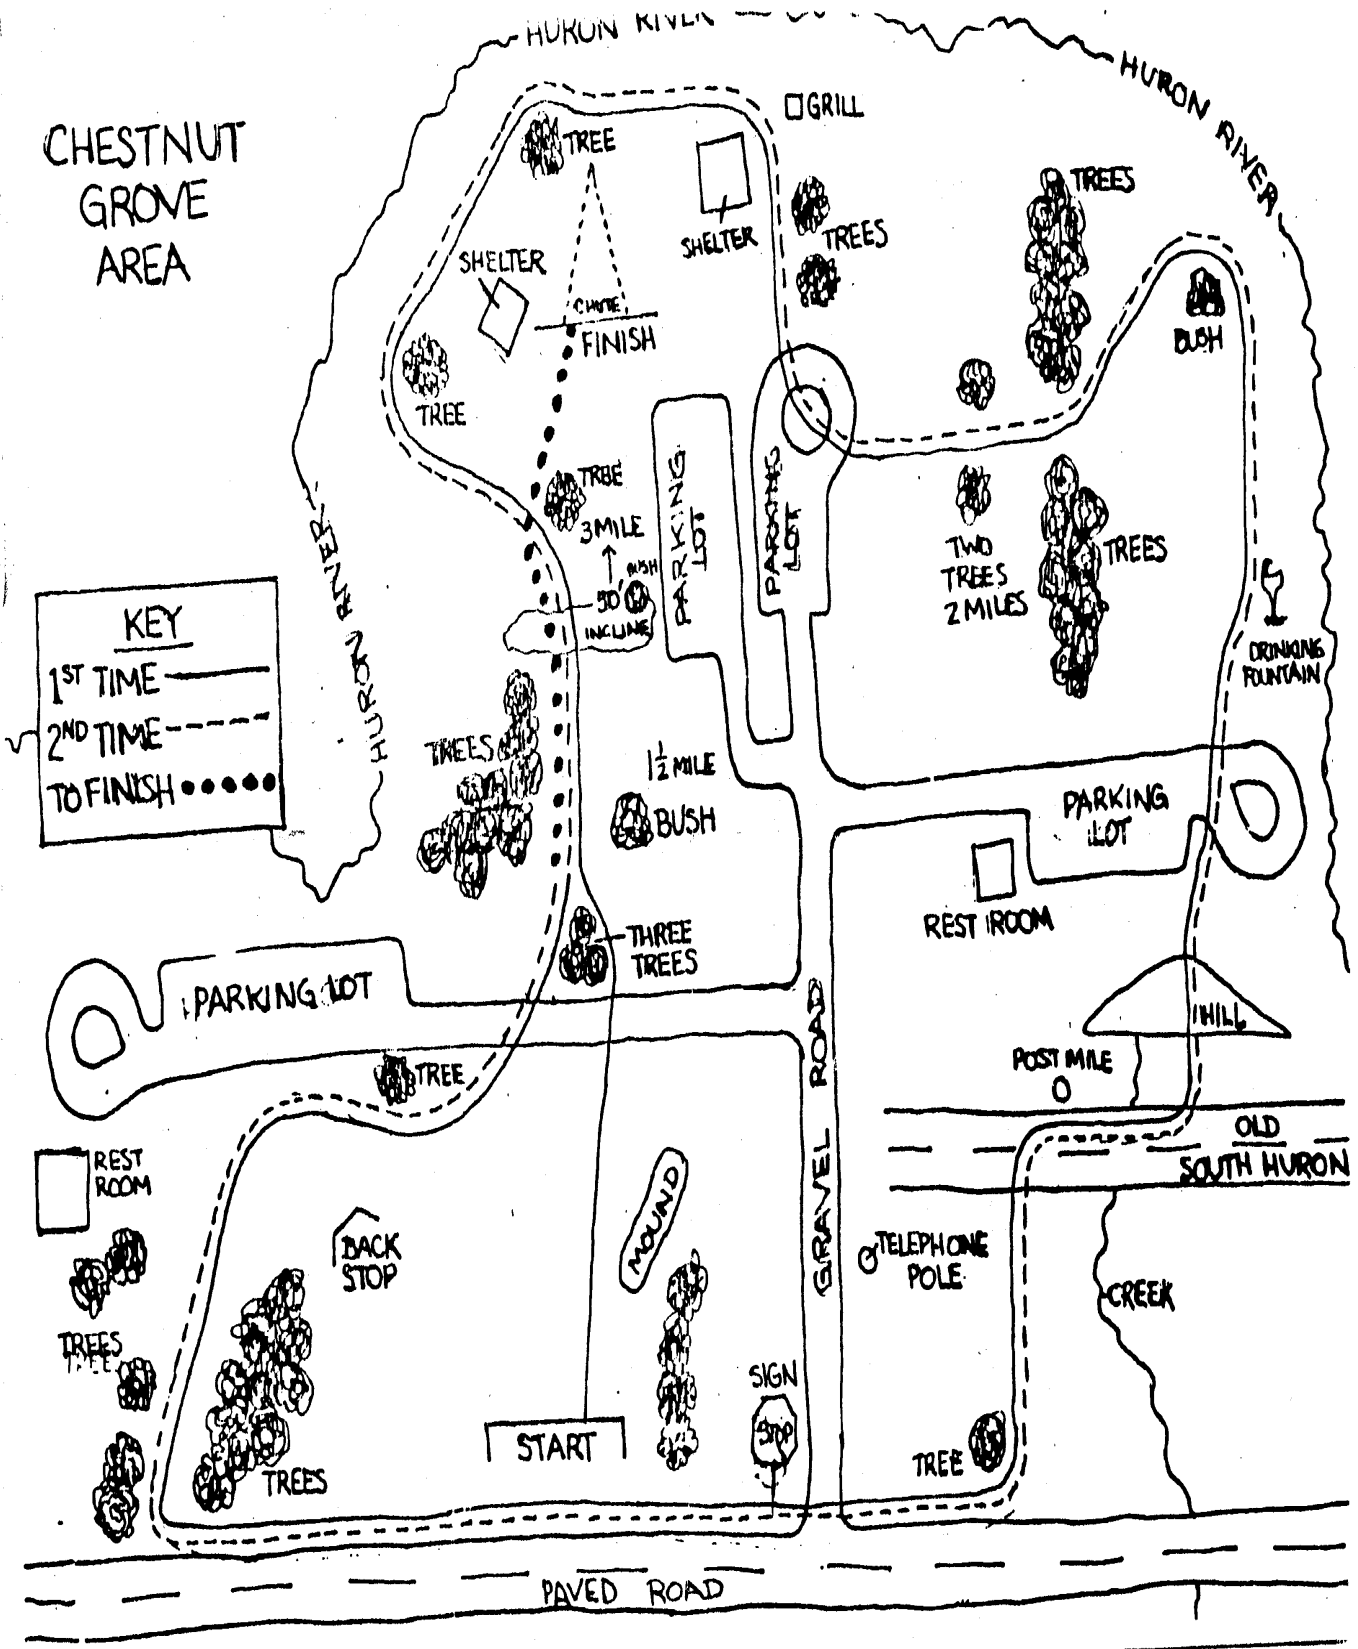 HURON RIVER
HURON RIVER
CHESTNUT
GROVE
AREA
GRILL
TREE
SHELTER
TREES
TREES
SHELTER
CHUTE
FINISH
BUSH
TREE
TREE
3 MILE
50'
BUSH
INCLINE
PARKING
LOT
PARKING
LOT
TWO
TREES
2 MILES
TREES
DRINKING
FOUNTAIN
HURON RIVER
KEY
1ST TIME
2ND TIME
TO FINISH
TREES
1 1/2 MILE
BUSH
PARKING
LOT
REST ROOM
THREE
TREES
PARKING LOT
HILL
GRAVEL ROAD
POST MILE
TREE
OLD
SOUTH HURON
REST
ROOM
MOUND
BACK
STOP
TELEPHONE
POLE
CREEK
TREES
TREES
SIGN
STOP
START
TREE
TREES
PAVED ROAD